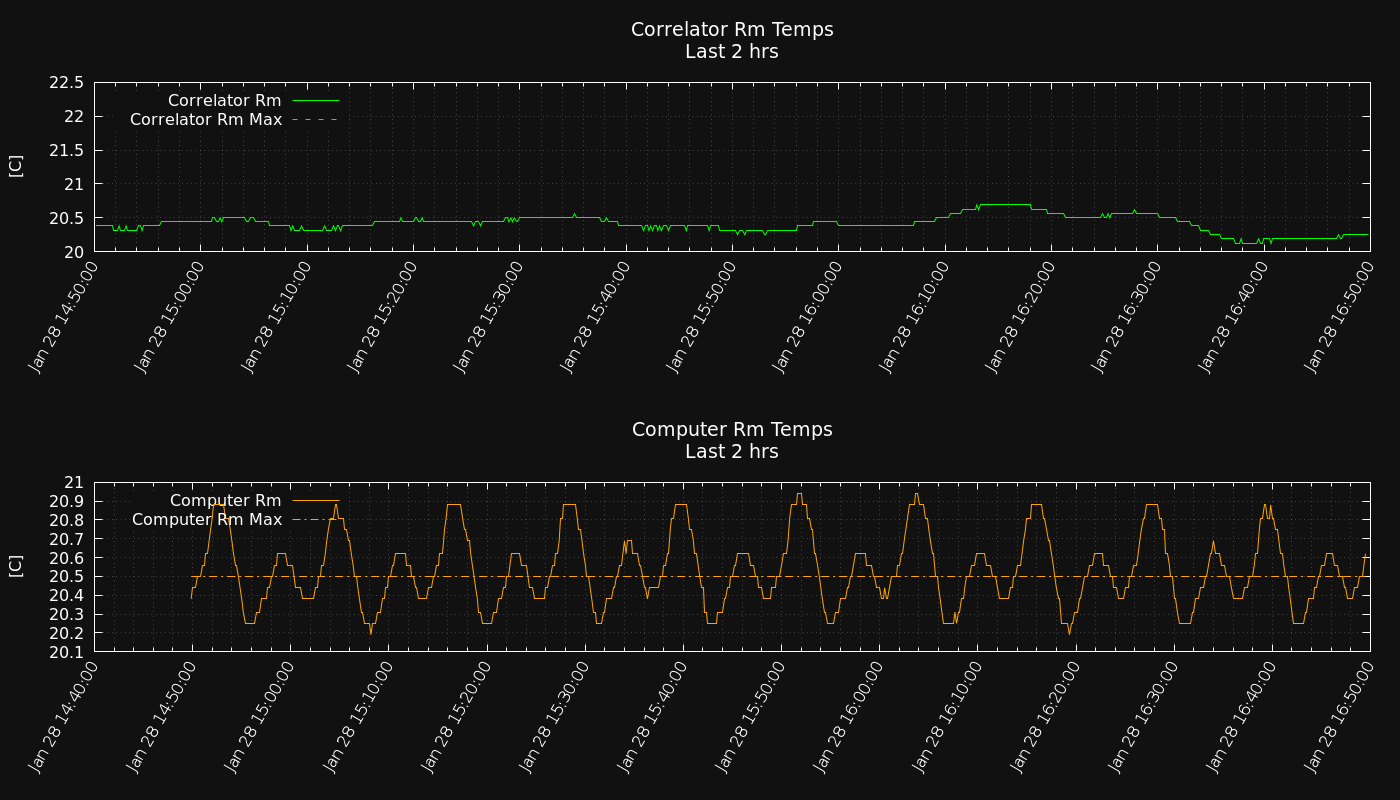 Correlator Rm Temps
Last 2 hrs
22.5
22
21.5
21
20.5
20
[C]
Correlator Rm
Correlator Rm Max
Jan 28 14:50:00
Jan 28 15:00:00
Jan 28 15:10:00
Jan 28 15:20:00
Jan 28 15:30:00
Jan 28 15:40:00
Jan 28 15:50:00
Jan 28 16:00:00
Jan 28 16:10:00
Jan 28 16:20:00
Jan 28 16:30:00
Jan 28 16:40:00
Jan 28 16:50:00
Computer Rm Temps
Last 2 hrs
21
20.9
20.8
20.7
20.6
20.5
20.4
20.3
20.2
20.1
[C]
Computer Rm
Computer Rm Max
Jan 28 14:40:00
Jan 28 14:50:00
Jan 28 15:00:00
Jan 28 15:10:00
Jan 28 15:20:00
Jan 28 15:30:00
Jan 28 15:40:00
Jan 28 15:50:00
Jan 28 16:00:00
Jan 28 16:10:00
Jan 28 16:20:00
Jan 28 16:30:00
Jan 28 16:40:00
Jan 28 16:50:00